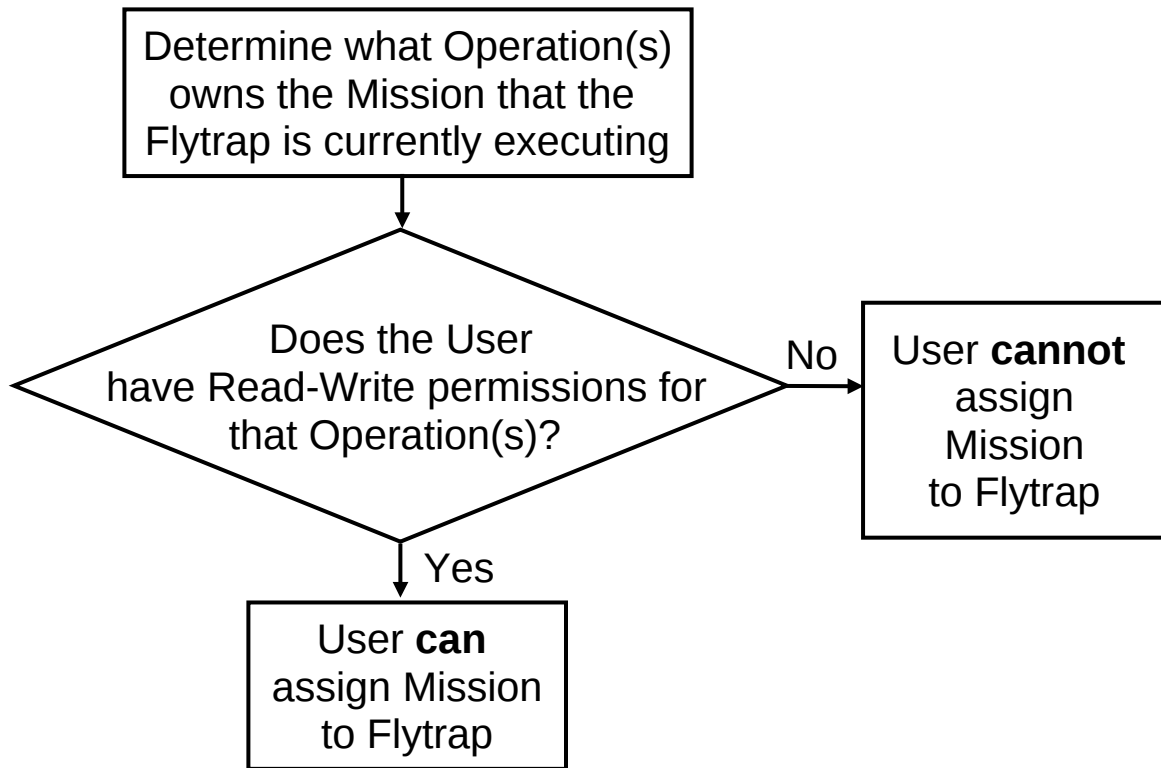 Determine what Operation(s)
owns the Mission that the
Flytrap is currently executing
Does the User
have Read-Write permissions for
that Operation(s)?
No
User cannot
assign
Mission
to Flytrap
Yes
User can
assign Mission
to Flytrap